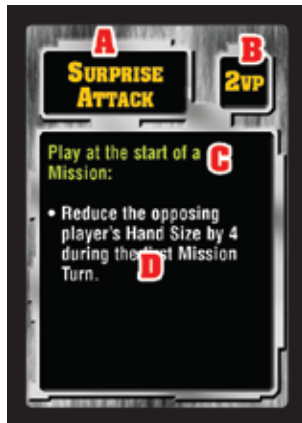 A
B
SURPRISE
ATTACK
2VP
Play at the start of a
C
Mission:
• Reduce the opposing
player's Hand Size by 4
during the first Mission
D
Turn.